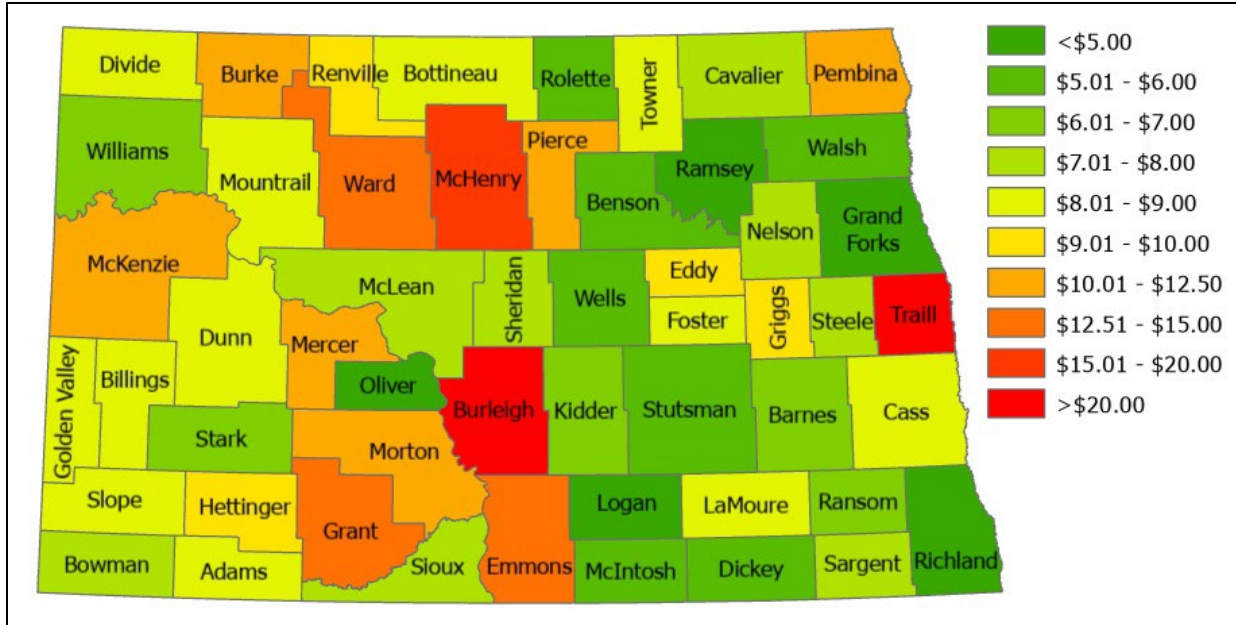 Divide
Burke
Renville
Bottineau
Rolette
Towner
Cavalier
Pembina
Williams
Mountrail
Ward
McHenry
Pierce
Benson
Ramsey
Walsh
Nelson
Grand
Forks
McKenzie
Dunn
McLean
Sheridan
Wells
Eddy
Foster
Griggs
Steele
Traill
Mercer
Oliver
Golden Valley
Billings
Stark
Burleigh
Kidder
Stutsman
Barnes
Cass
Morton
Slope
Hettinger
Grant
Logan
LaMoure
Ransom
Richland
Bowman
Adams
Sioux
Emmons
McIntosh
Dickey
Sargent
<$5.00
$5.01 - $6.00
$6.01 - $7.00
$7.01 - $8.00
$8.01 - $9.00
$9.01 - $10.00
$10.01 - $12.50
$12.51 - $15.00
$15.01 - $20.00
>$20.00